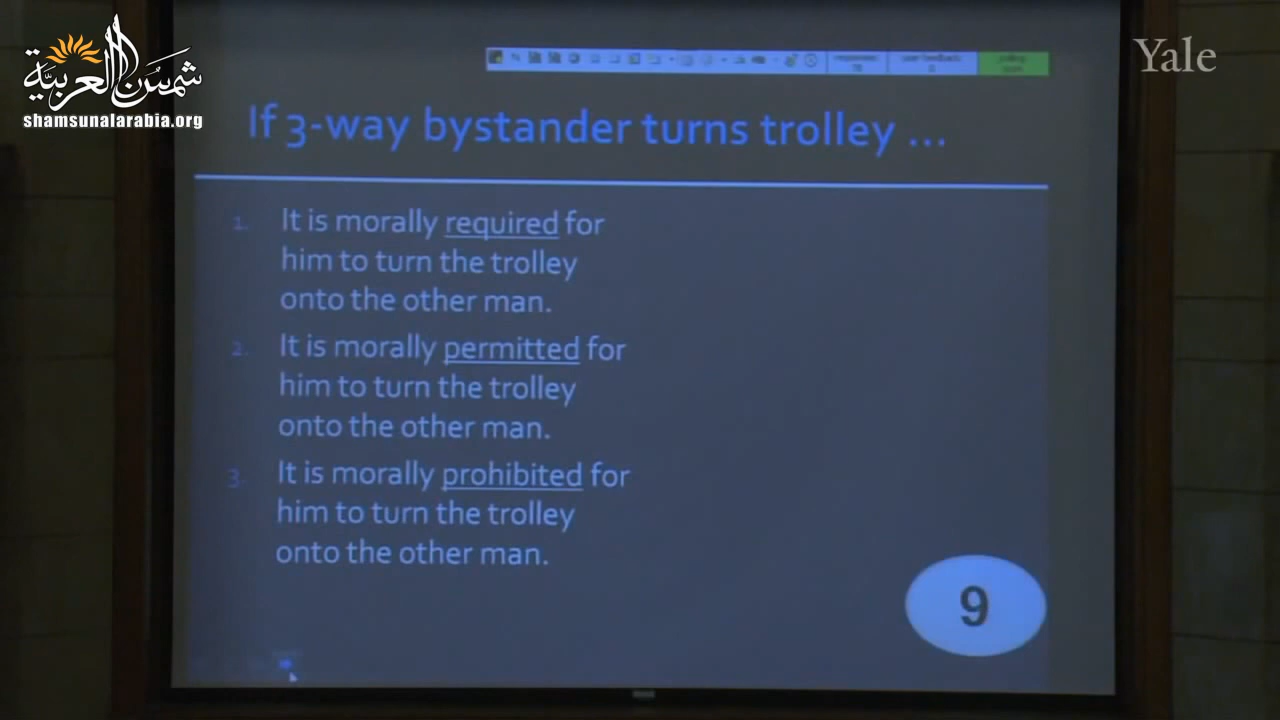 شمس العربية
shamsunalarabia.org
Yale
If 3-way bystander turns trolley ...
1. It is morally required for
him to turn the trolley
onto the other man.
2. It is morally permitted for
him to turn the trolley
onto the other man.
3. It is morally prohibited for
him to turn the trolley
onto the other man.
9